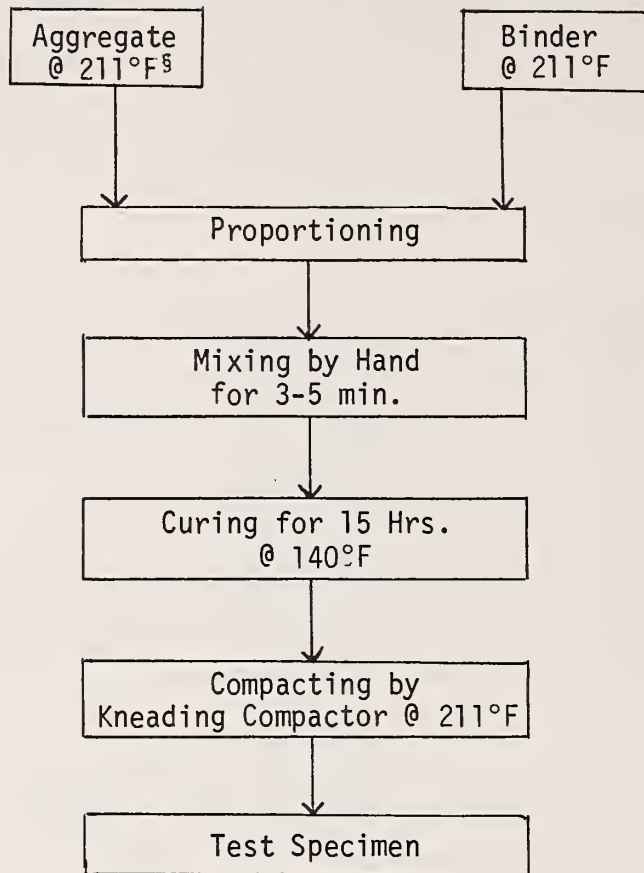 Aggregate
@ 211°F§
Binder
@ 211°F
Proportioning
Mixing by Hand
for 3-5 min.
Curing for 15 Hrs.
@ 140°F
Compacting by
Kneading Compactor @ 211°F
Test Specimen